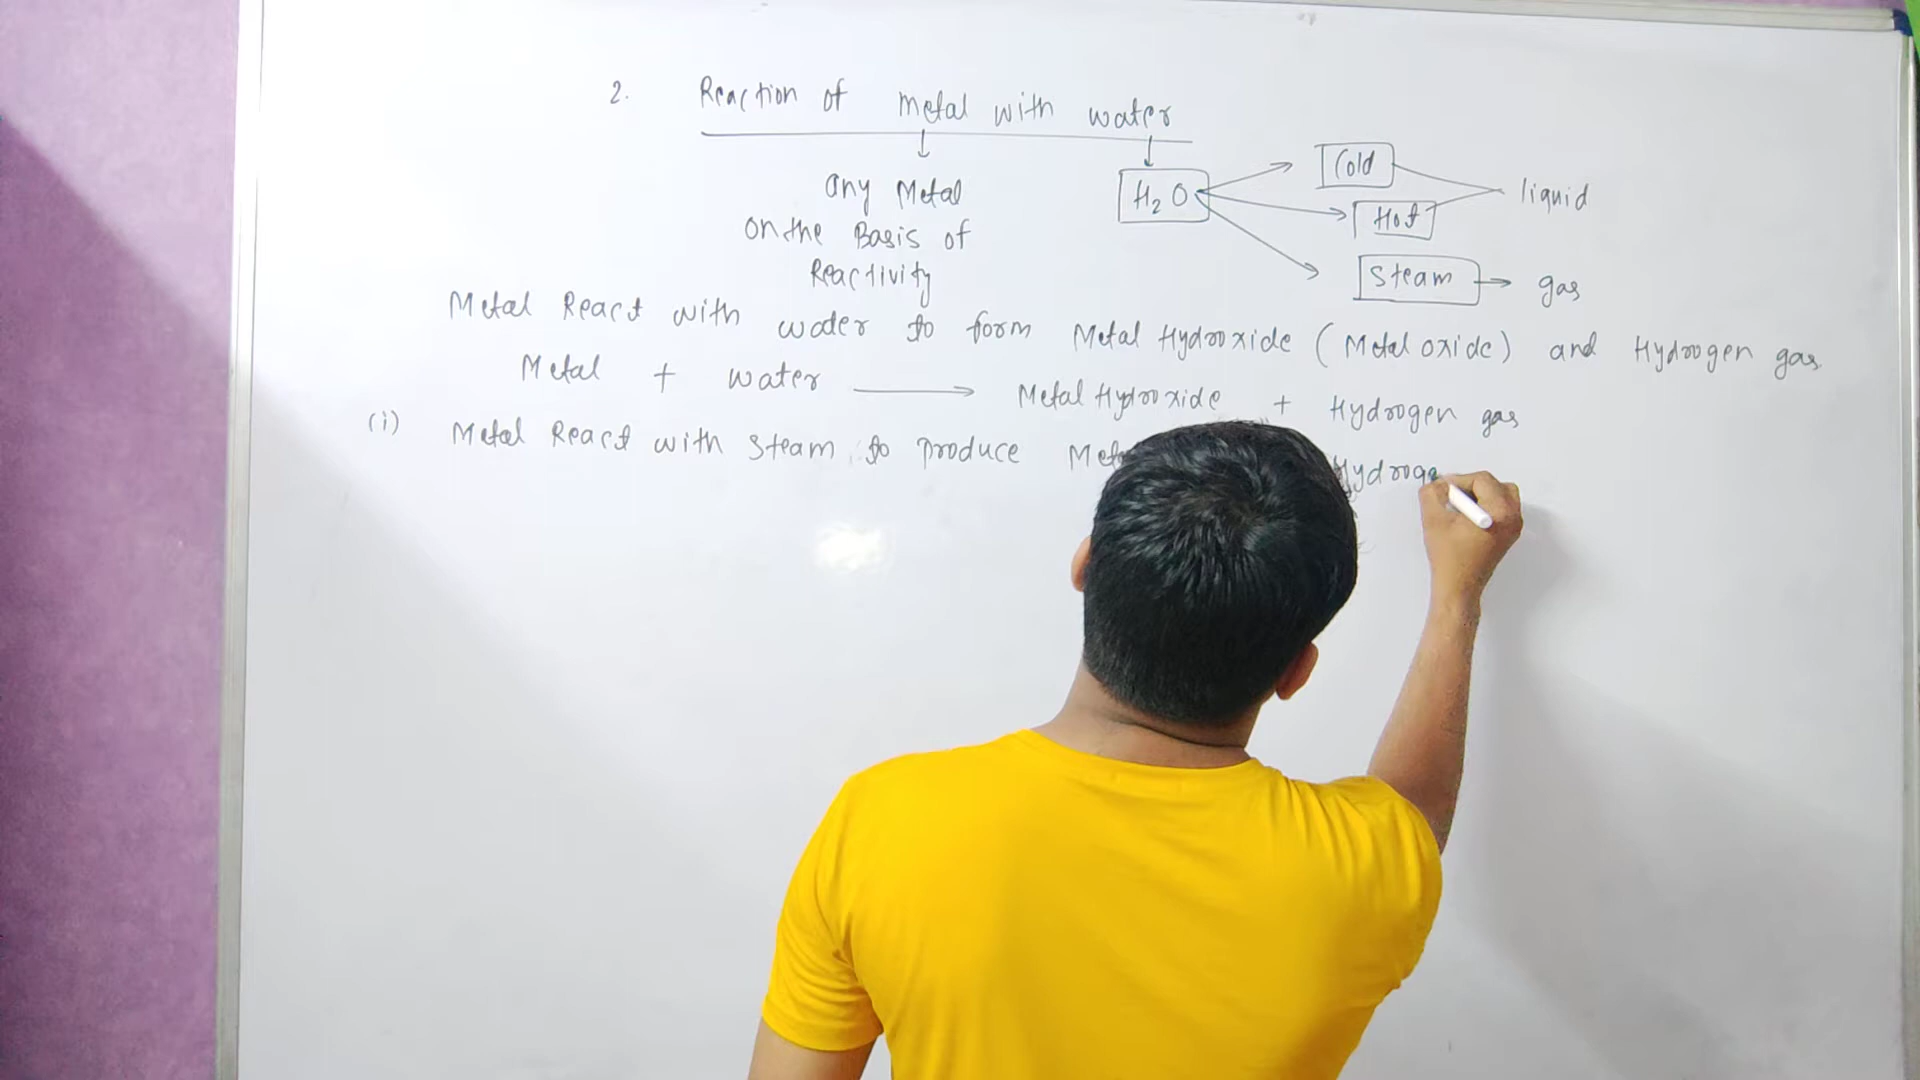 2. Reaction of metal with water
any Metal
on the Basis of
Reactivity
H2O
Cold
Hot
liquid
Steam
gas
Metal React with water to form Metal Hydroxide (Metal oxide) and Hydrogen gas
Metal + water → Metal Hydroxide + Hydrogen gas
(i) Metal React with steam to produce